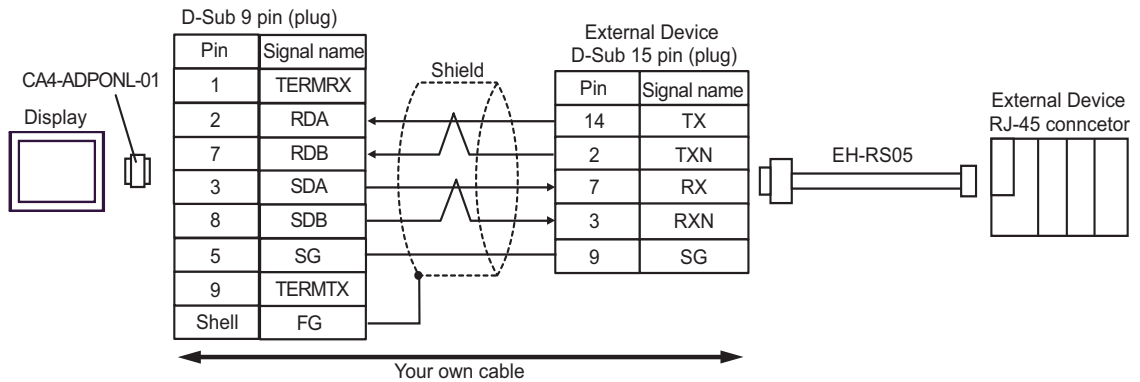 D-Sub 9 pin (plug)
Pin Signal name
1 TERMRX
2 RDA
7 RDB
3 SDA
8 SDB
5 SG
9 TERMTX
Shell FG
CA4-ADPONL-01
Display
Shield
External Device
D-Sub 15 pin (plug)
Pin Signal name
14 TX
2 TXN
7 RX
3 RXN
9 SG
EH-RS05
External Device
RJ-45 conncetor
Your own cable